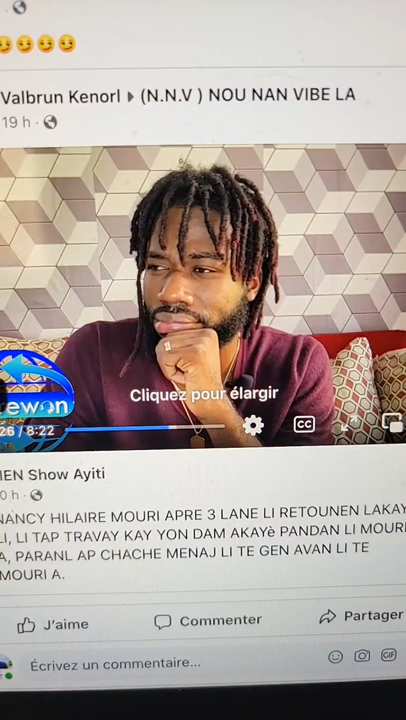 Valbrun Kenorl ▸ (N.N.V ) NOU NAN VIBE LA
19 h ·
Cliquez pour élargir
26 / 8:22
CC
Show Ayiti
NANCY HILAIRE MOURI APRE 3 LANE LI RETOUNEN LAKAY
LI, LI TAP TRAVAY KAY YON DAM AKAYè PANDAN LI MOURI
A, PARANL AP CHACHE MENAJ LI TE GEN AVAN LI TE
MOURI A.
J'aime
Commenter
Partager
Écrivez un commentaire...
GIF